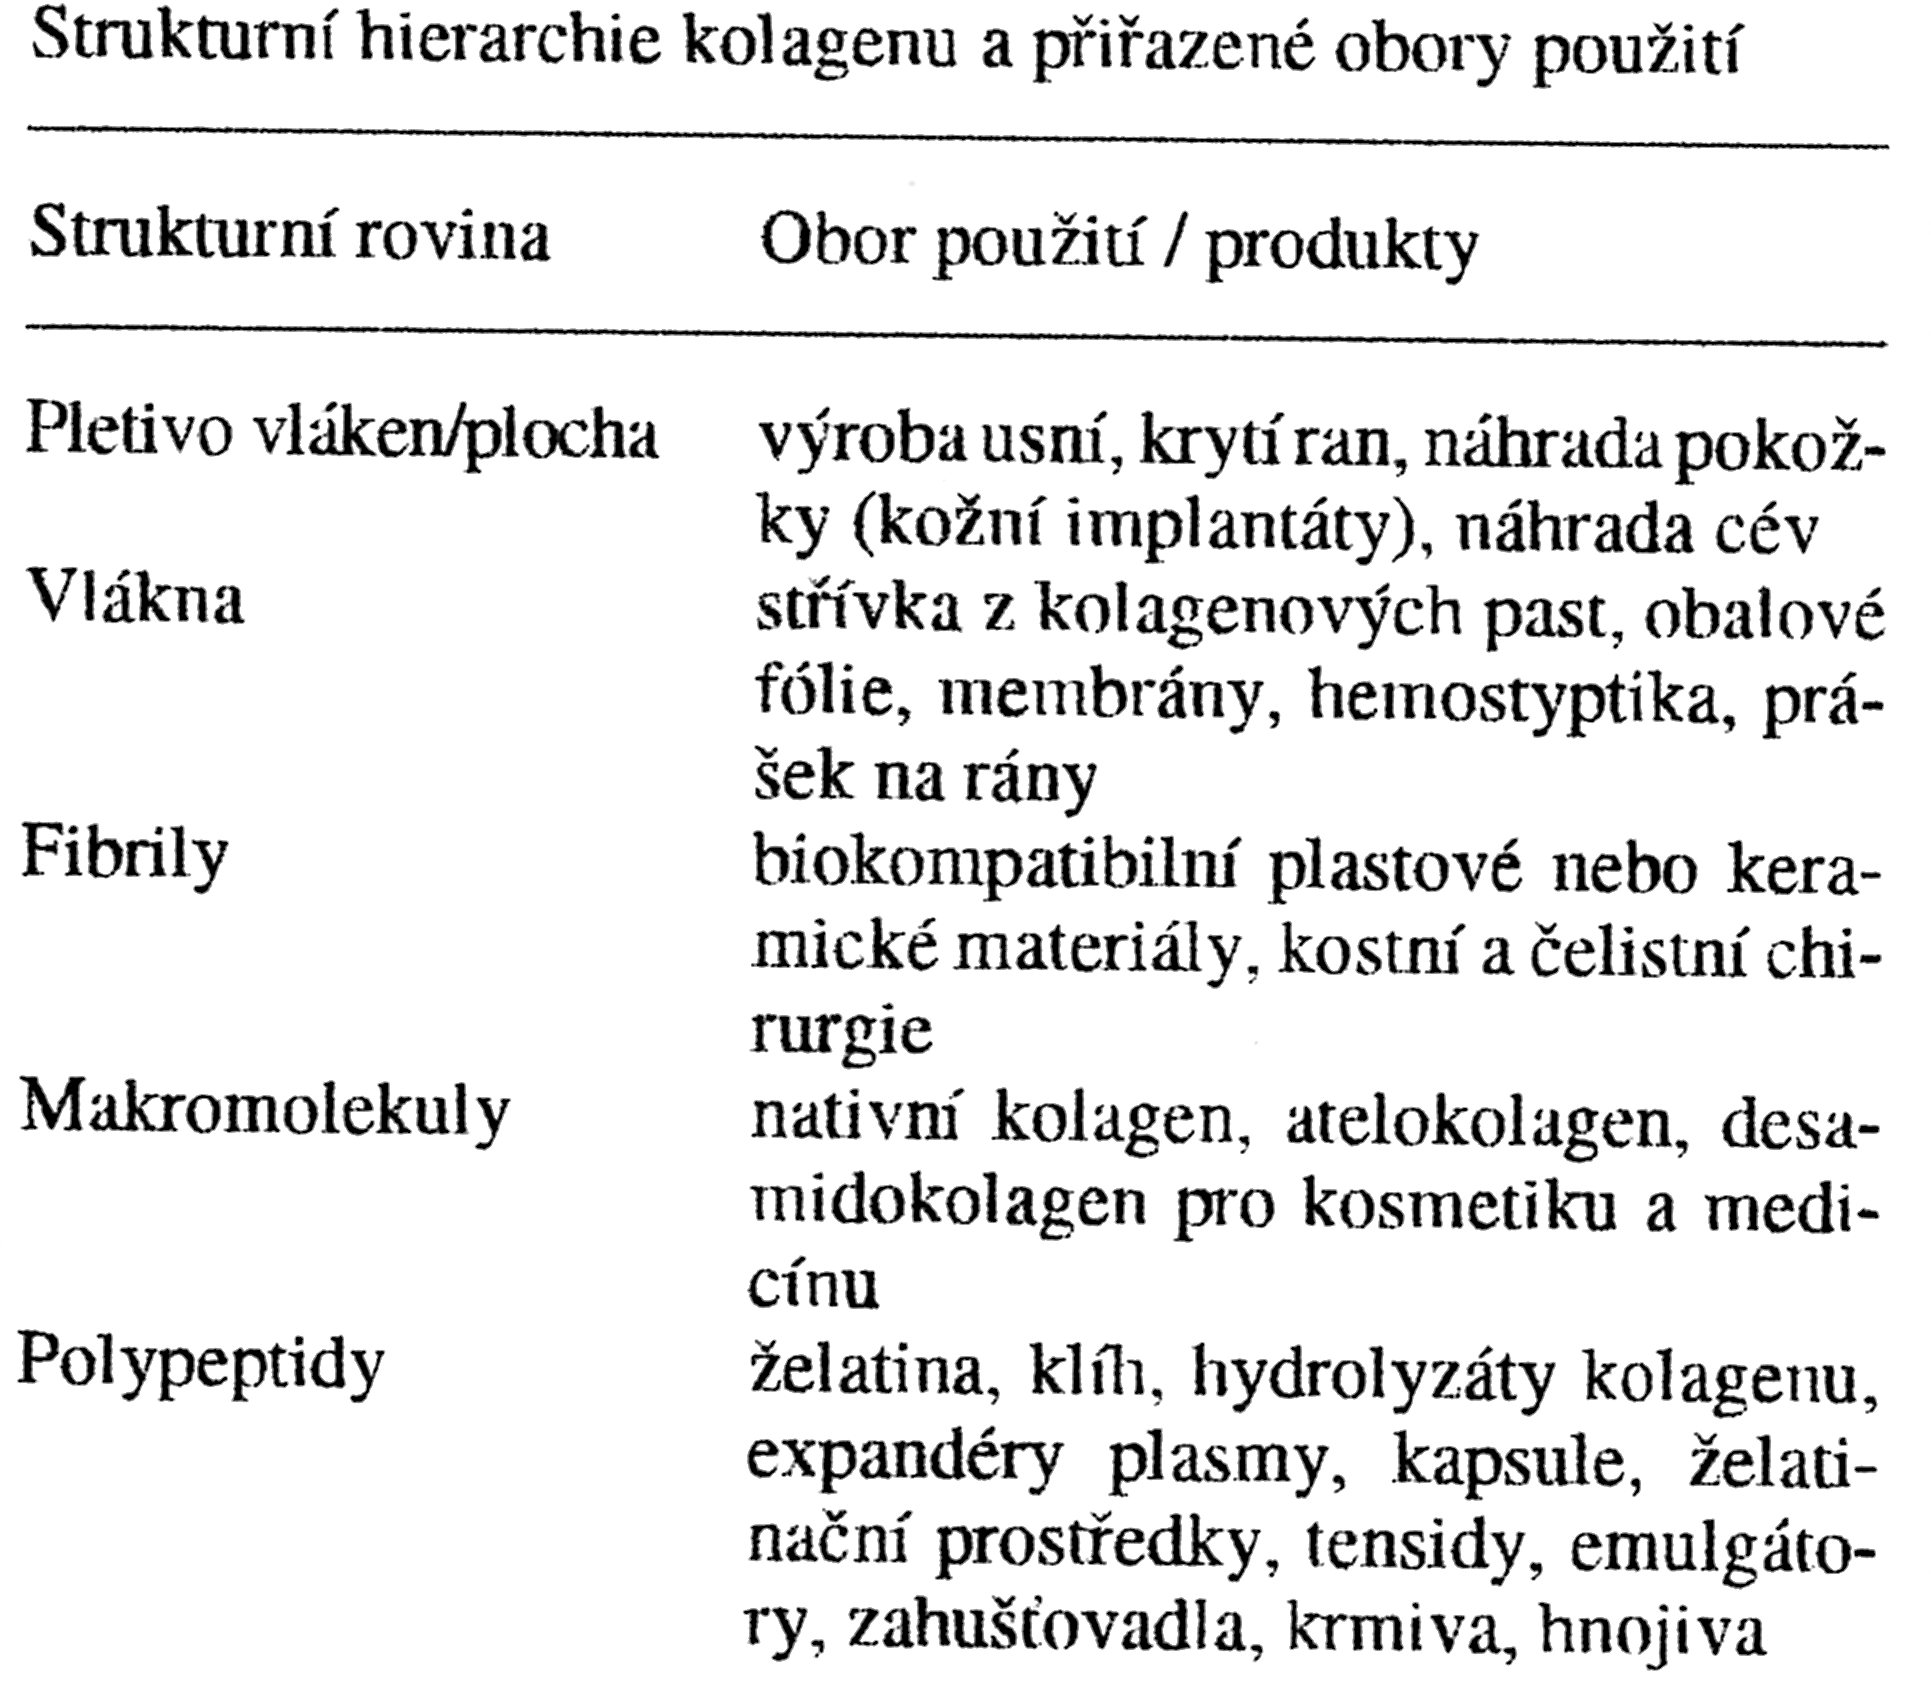 Strukturní hierarchie kolagenu a přiřazené obory použití
Strukturní rovina Obor použití / produkty
Pletivo vláken/plocha výroba usní, krytí ran, náhrada pokož-
ky (kožní implantáty), náhrada cév
Vlákna střívka z kolagenových past, obalové
fólie, membrány, hemostyptika, prá-
šek na rány
Fibrily biokompatibilní plastové nebo kera-
mické materiály, kostní a čelistní chi-
rurgie
Makromolekuly nativní kolagen, atelokolagen, desa-
midokolagen pro kosmetiku a medi-
cínu
Polypeptidy želatina, klíh, hydrolyzáty kolagenu,
expandéry plasmy, kapsule, želati-
nační prostředky, tensidy, emulgáto-
ry, zahušťovadla, krmiva, hnojiva